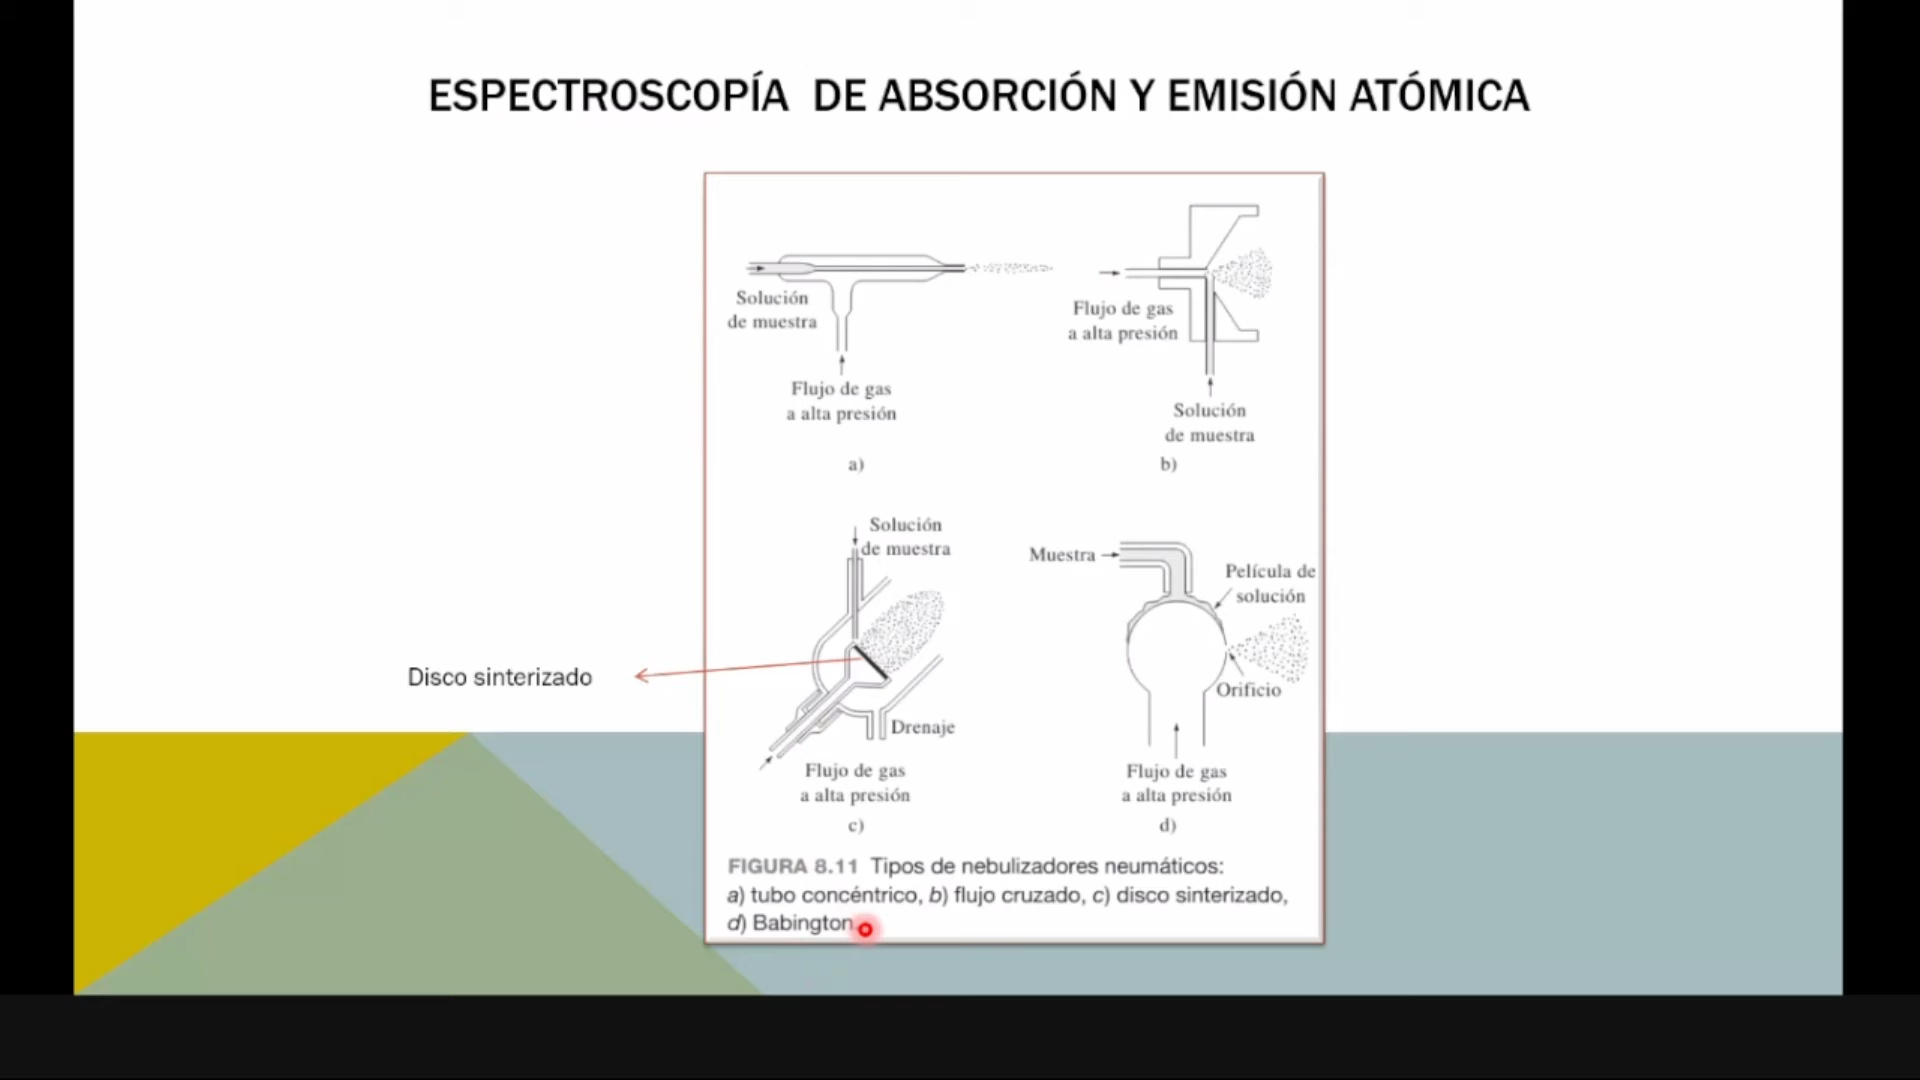 ESPECTROSCOPÍA DE ABSORCIÓN Y EMISIÓN ATÓMICA
Solución
de muestra
Flujo de gas
a alta presión
a)
Flujo de gas
a alta presión
Solución
de muestra
b)
Solución
de muestra
Disco sinterizado
Drenaje
Flujo de gas
a alta presión
c)
Muestra
Película de
solución
Orificio
Flujo de gas
a alta presión
d)
FIGURA 8.11 Tipos de nebulizadores neumáticos:
a) tubo concéntrico, b) flujo cruzado, c) disco sinterizado,
d) Babington.